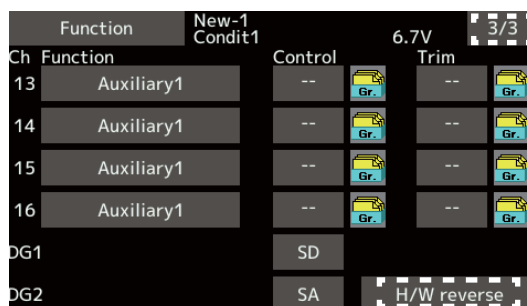 Function New-1 3/3
Condit1 6.7V
Ch Function Control Trim
13 Auxiliary1 -- Gr. -- Gr.
14 Auxiliary1 -- Gr. -- Gr.
15 Auxiliary1 -- Gr. -- Gr.
16 Auxiliary1 -- Gr. -- Gr.
DG1 SD
DG2 SA H/W reverse